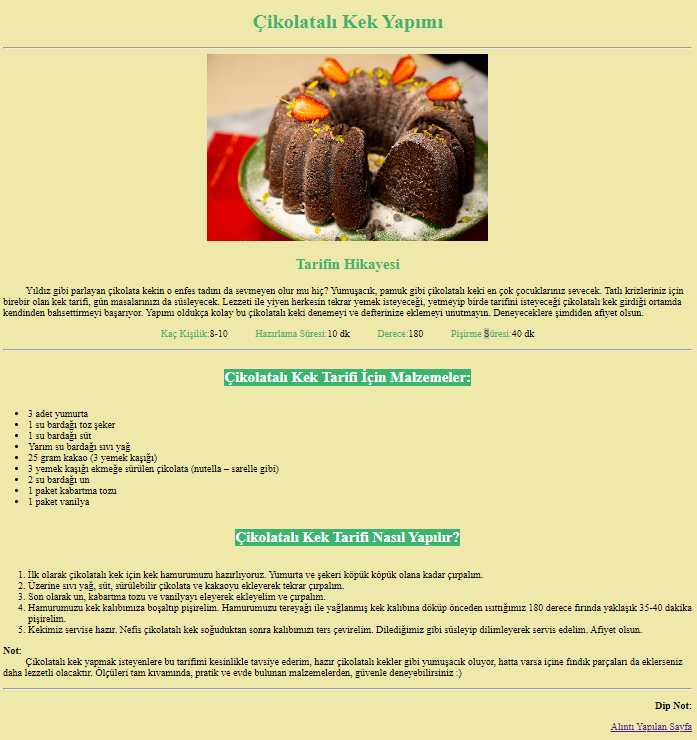 Çikolatalı Kek Yapımı
Tarifin Hikayesi
Yıldız gibi parlayan çikolata kekin o enfes tadını da sevmeyen olur mu hiç? Yumuşacık, pamuk gibi çikolatalı keki en çok çocuklarınız sevecek. Tatlı krizleriniz için
birebir olan kek tarifi, gün masalarınızı da süsleyecek. Lezzeti ile yiyen herkesin tekrar yemek isteyeceği, yetmeyip birde tarifini isteyeceği çikolatalı kek girdiği ortamda
kendinden bahsettirmeyi başarıyor. Yapımı oldukça kolay bu çikolatalı keki denemeyi ve defterinize eklemeyi unutmayın. Deneyeceklere şimdiden afiyet olsun.
Kaç Kişilik:8-10 Hazırlama Süresi:10 dk Derece:180 Pişirme Süresi:40 dk
Çikolatalı Kek Tarifi İçin Malzemeler:
• 3 adet yumurta
• 1 su bardağı toz şeker
• 1 su bardağı süt
• Yarım su bardağı sıvı yağ
• 25 gram kakao (3 yemek kaşığı)
• 3 yemek kaşığı ekmeğe sürülen çikolata (nutella – sarelle gibi)
• 2 su bardağı un
• 1 paket kabartma tozu
• 1 paket vanilya
Çikolatalı Kek Tarifi Nasıl Yapılır?
1. İlk olarak çikolatalı kek için kek hamurumuzu hazırlıyoruz. Yumurta ve şekeri köpük köpük olana kadar çırpalım.
2. Üzerine sıvı yağ, süt, sürülebilir çikolata ve kakaoyu ekleyerek tekrar çırpalım.
3. Son olarak un, kabartma tozu ve vanilyayı eleyerek ekleyelim ve çırpalım.
4. Hamurumuzu kek kalıbımıza boşaltıp pişirelim. Hamurumuzu tereyağı ile yağlanmış kek kalıbına döküp önceden ısıttığımız 180 derece fırında yaklaşık 35-40 dakika
pişirelim.
5. Kekimiz servise hazır. Nefis çikolatalı kek soğuduktan sonra kalıbımızı ters çevirelim. Dilediğimiz gibi süsleyip dilimleyerek servis edelim. Afiyet olsun.
Not:
Çikolatalı kek yapmak isteyenlere bu tarifimi kesinlikle tavsiye ederim, hazır çikolatalı kekler gibi yumuşacık oluyor, hatta varsa içine fındık parçaları da eklerseniz
daha lezzetli olacaktır. Ölçüleri tam kıvamında, pratik ve evde bulunan malzemelerden, güvenle deneyebilirsiniz :)
Dip Not:
Alıntı Yapılan Sayfa